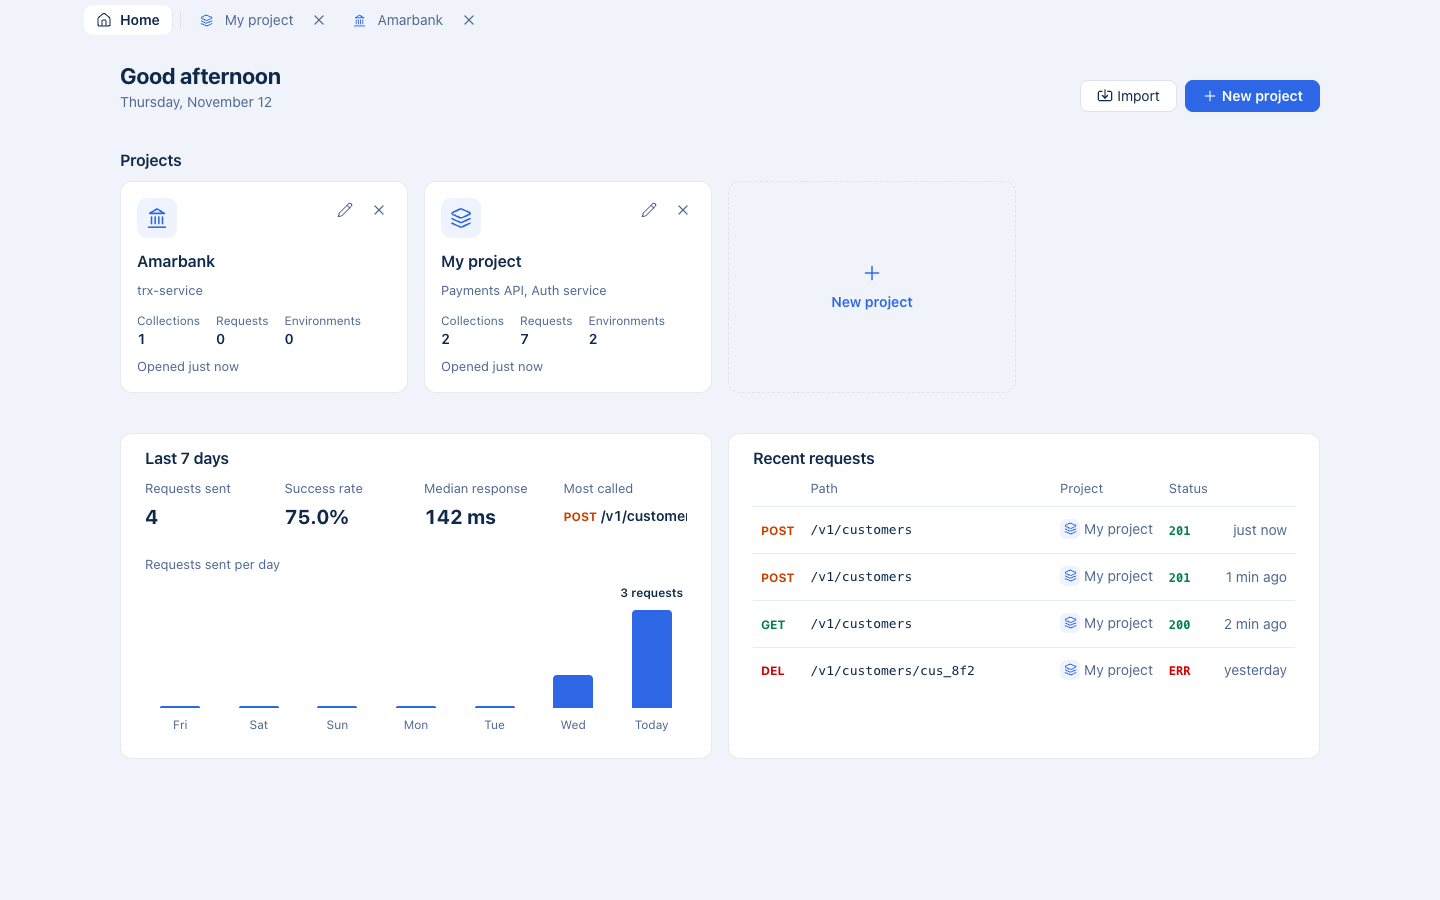 Home My project Amarbank
Good afternoon
Thursday, November 12
Import New project
Projects
Amarbank
trx-service
Collections Requests Environments
1 0 0
Opened just now
My project
Payments API, Auth service
Collections Requests Environments
2 7 2
Opened just now
New project
Last 7 days
Requests sent Success rate Median response Most called
4 75.0% 142 ms POST /v1/customer
Requests sent per day
3 requests
Fri Sat Sun Mon Tue Wed Today
Recent requests
Path Project Status
POST /v1/customers My project 201 just now
POST /v1/customers My project 201 1 min ago
GET /v1/customers My project 200 2 min ago
DEL /v1/customers/cus_8f2 My project ERR yesterday